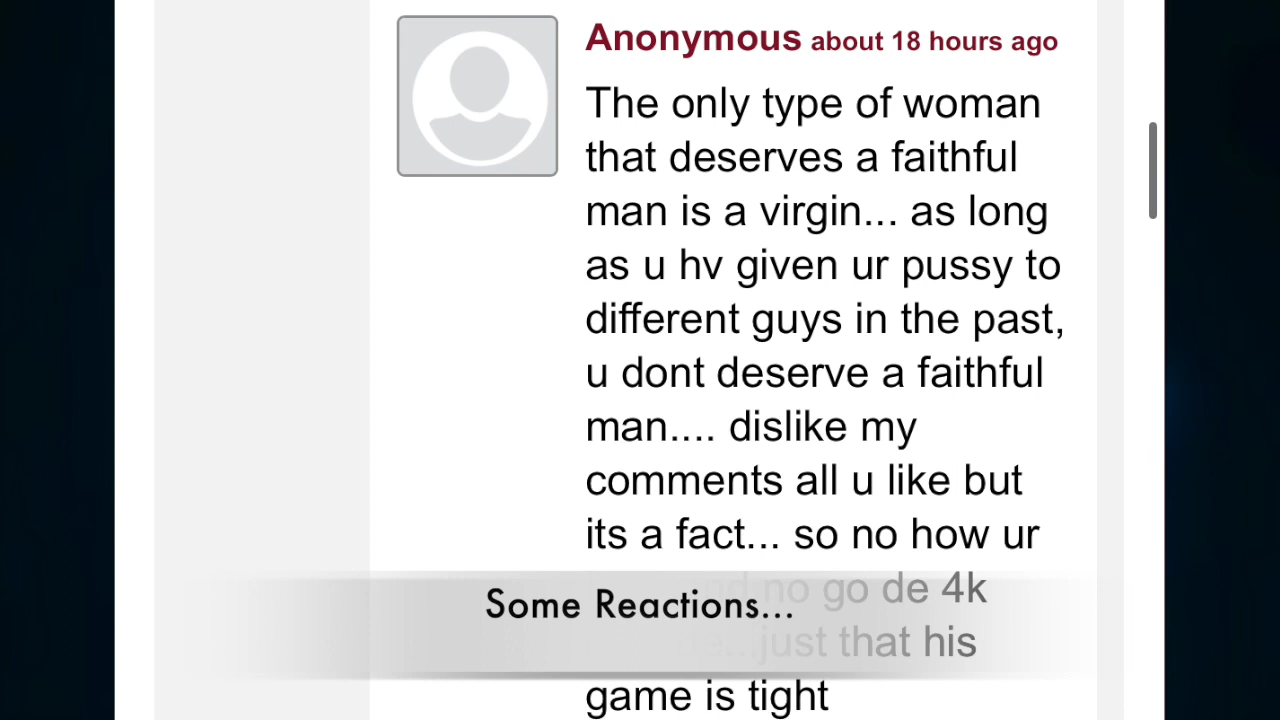 Anonymous about 18 hours ago
The only type of woman
that deserves a faithful
man is a virgin... as long
as u hv given ur pussy to
different guys in the past,
u dont deserve a faithful
man.... dislike my
comments all u like but
its a fact... so no how ur
no go de 4k
Some Reactions...
just that his
game is tight